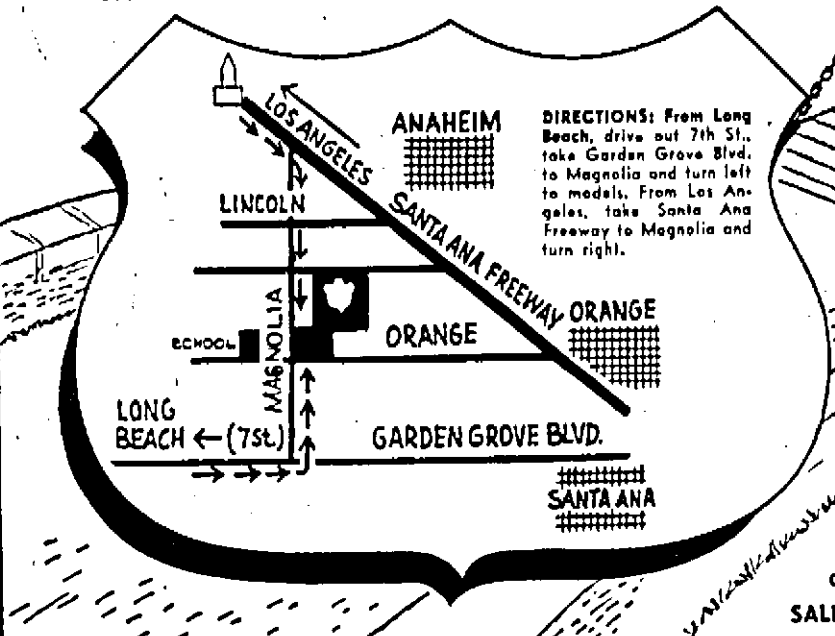 LOS ANGELES
ANAHEIM
DIRECTIONS: From Long
Beach, drive out 7th St.,
take Garden Grove Blvd.
to Magnolia and turn left
to models. From Los An-
geles, take Santa Ana
Freeway to Magnolia and
turn right.
LINCOLN
SANTA ANA FREEWAY
MAGNOLIA
ORANGE
SCHOOL
ORANGE
LONG
BEACH ← (7St.)
GARDEN GROVE BLVD.
SANTA ANA